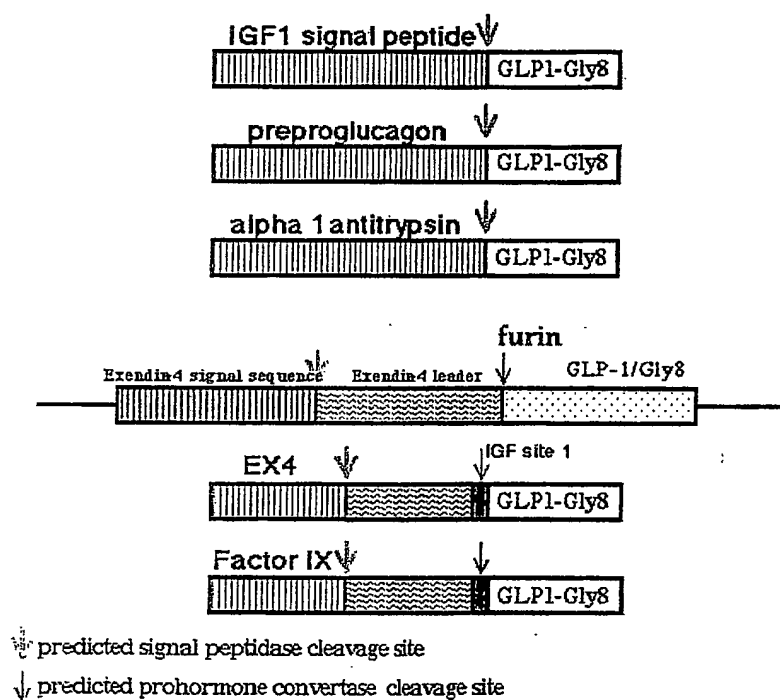 IGF1 signal peptide
GLP1-Gly8
preproglucagon
GLP1-Gly8
alpha 1 antitrypsin
GLP1-Gly8
furin
Exendin4 signal sequence Exendin4 leader GLP-1/Gly8
EX4 IGF site 1
GLP1-Gly8
Factor IX
GLP1-Gly8
predicted signal peptidase cleavage site
predicted prohormone convertase cleavage site